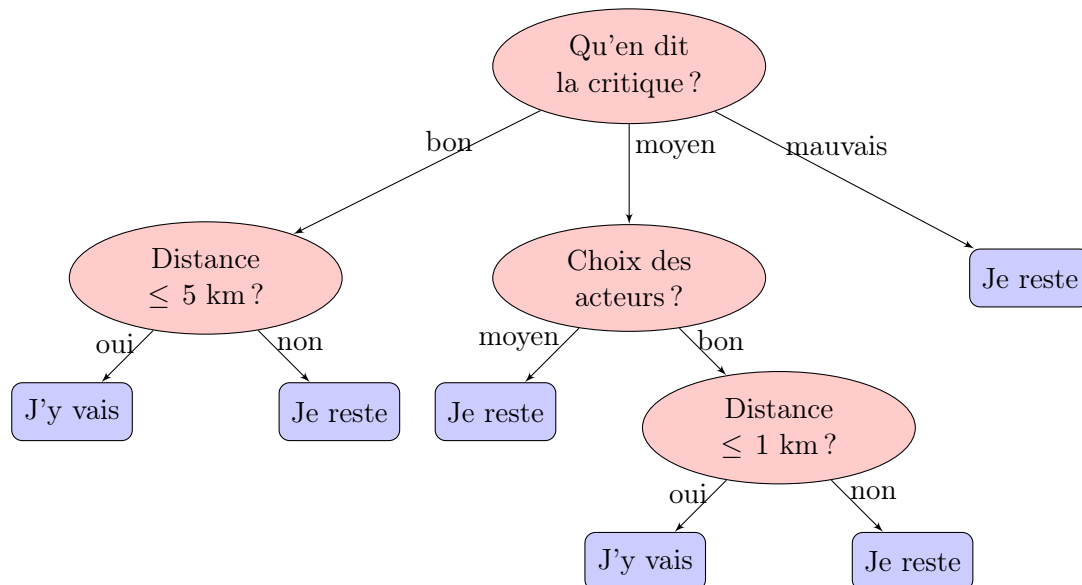 Qu'en dit
la critique ?
bon
moyen
mauvais
Distance
≤ 5 km ?
Choix des
acteurs ?
Je reste
oui
non
moyen
bon
J'y vais
Je reste
Je reste
Distance
≤ 1 km ?
oui
non
J'y vais
Je reste